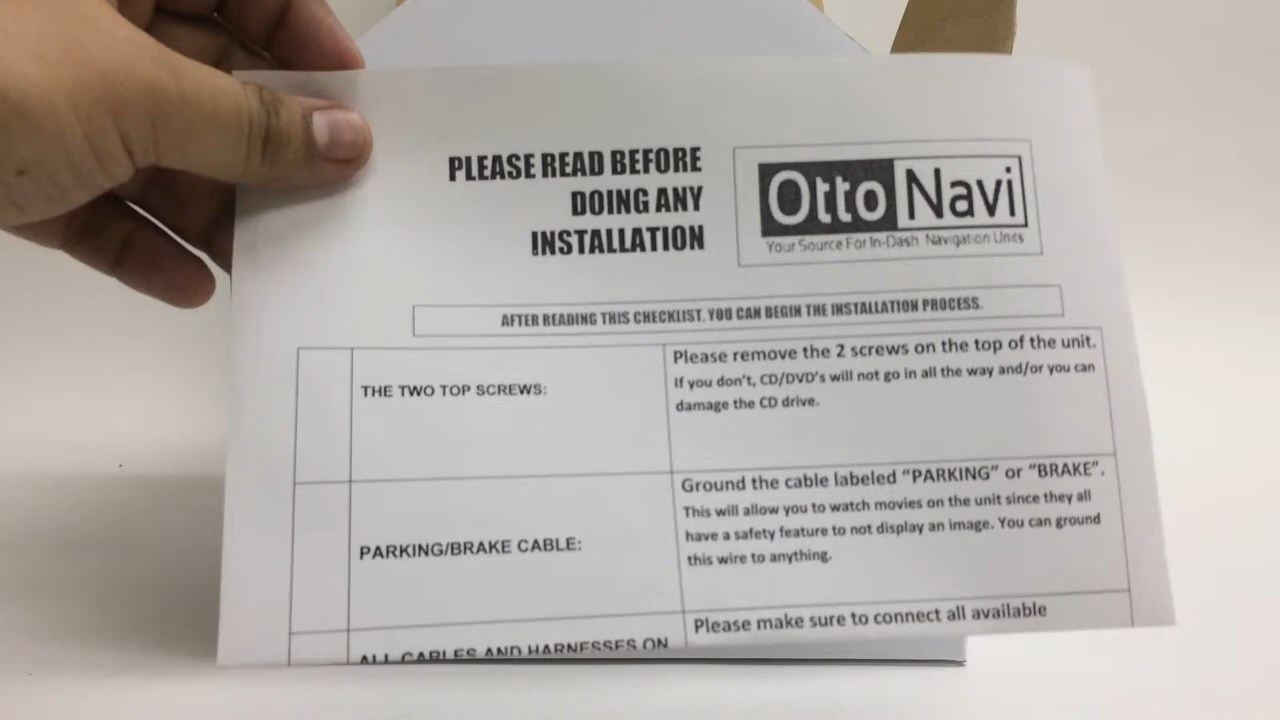 PLEASE READ BEFORE
DOING ANY
INSTALLATION
Otto Navi
Your Source For In-Dash Navigation Units
AFTER READING THIS CHECKLIST, YOU CAN BEGIN THE INSTALLATION PROCESS.
THE TWO TOP SCREWS:
Please remove the 2 screws on the top of the unit.
If you don't, CD/DVD's will not go in all the way and/or you can
damage the CD drive.
PARKING/BRAKE CABLE:
Ground the cable labeled “PARKING” or “BRAKE”.
This will allow you to watch movies on the unit since they all
have a safety feature to not display an image. You can ground
this wire to anything.
ALL CABLES AND HARNESSES ON
Please make sure to connect all available